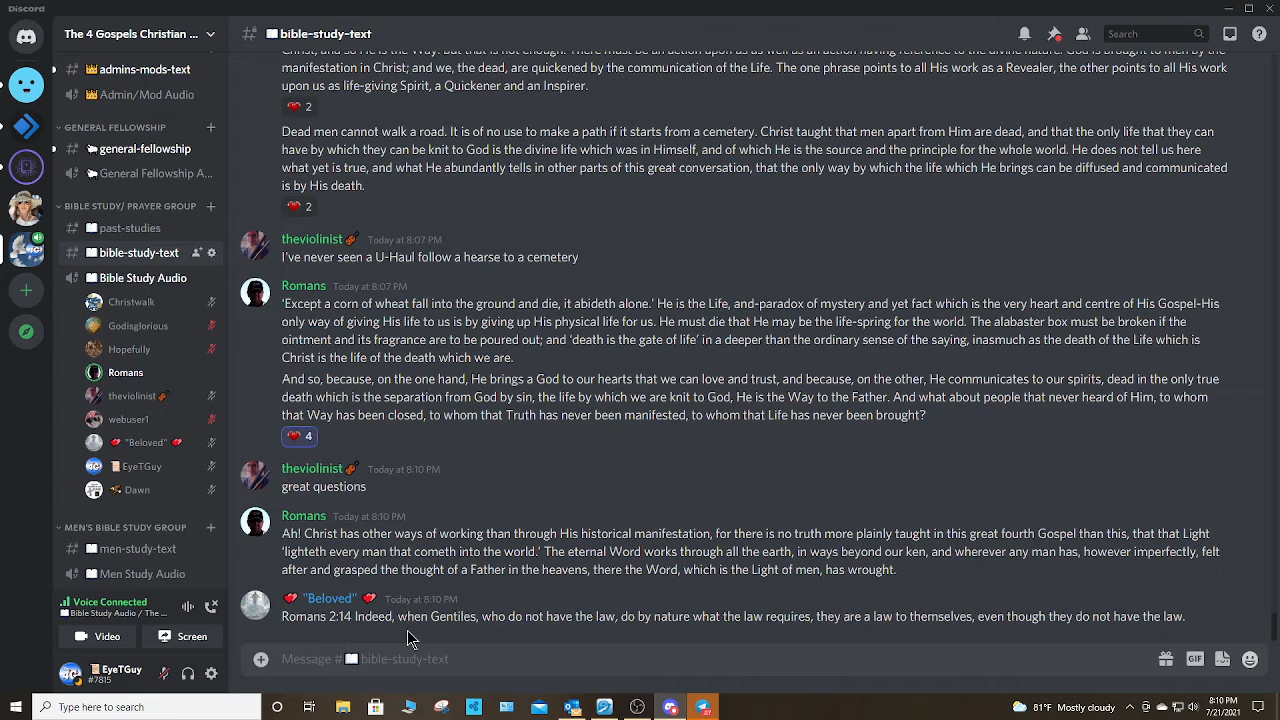 Discord
The 4 Gospels Christian ...
bible-study-text
Search
admins-mods-text
Admin/Mod Audio
GENERAL FELLOWSHIP
general-fellowship
General Fellowship A...
BIBLE STUDY/ PRAYER GROUP
past-studies
bible-study-text
Bible Study Audio
Christwalk
Godisglorious
Hopefully
Romans
theviolinist
webuser1
"Beloved"
EyeTGuy
Dawn
MEN'S BIBLE STUDY GROUP
men-study-text
Men Study Audio
Voice Connected
Bible Study Audio / The ...
Video
Screen
EyeTGuy
#7815
manifestation in Christ; and we, the dead, are quickened by the communication of the Life. The one phrase points to all His work as a Revealer, the other points to all His work
upon us as life-giving Spirit, a Quickener and an Inspirer.
2
Dead men cannot walk a road. It is of no use to make a path if it starts from a cemetery. Christ taught that men apart from Him are dead, and that the only life that they can
have by which they can be knit to God is the divine life which was in Himself, and of which He is the source and the principle for the whole world. He does not tell us here
what yet is true, and what He abundantly tells in other parts of this great conversation, that the only way by which the life which He brings can be diffused and communicated
is by His death.
2
theviolinist Today at 8:07 PM
I've never seen a U-Haul follow a hearse to a cemetery
Romans Today at 8:07 PM
‘Except a corn of wheat fall into the ground and die, it abideth alone.’ He is the Life, and-paradox of mystery and yet fact which is the very heart and centre of His Gospel-His
only way of giving His life to us is by giving up His physical life for us. He must die that He may be the life-spring for the world. The alabaster box must be broken if the
ointment and its fragrance are to be poured out; and ‘death is the gate of life’ in a deeper than the ordinary sense of the saying, inasmuch as the death of the Life which is
Christ is the life of the death which we are.
And so, because, on the one hand, He brings a God to our hearts that we can love and trust, and because, on the other, He communicates to our spirits, dead in the only true
death which is the separation from God by sin, the life by which we are knit to God, He is the Way to the Father. And what about people that never heard of Him, to whom
that Way has been closed, to whom that Truth has never been manifested, to whom that Life has never been brought?
4
theviolinist Today at 8:10 PM
great questions
Romans Today at 8:10 PM
Ah! Christ has other ways of working than through His historical manifestation, for there is no truth more plainly taught in this great fourth Gospel than this, that that Light
‘lighteth every man that cometh into the world.’ The eternal Word works through all the earth, in ways beyond our ken, and wherever any man has, however imperfectly, felt
after and grasped the thought of a Father in the heavens, there the Word, which is the Light of men, has wrought.
"Beloved" Today at 8:10 PM
Romans 2:14 Indeed, when Gentiles, who do not have the law, do by nature what the law requires, they are a law to themselves, even though they do not have the law.
Message # bible-study-text
GIF
Type here to search
81°F Mostly cloudy
8:10 PM
7/21/2021